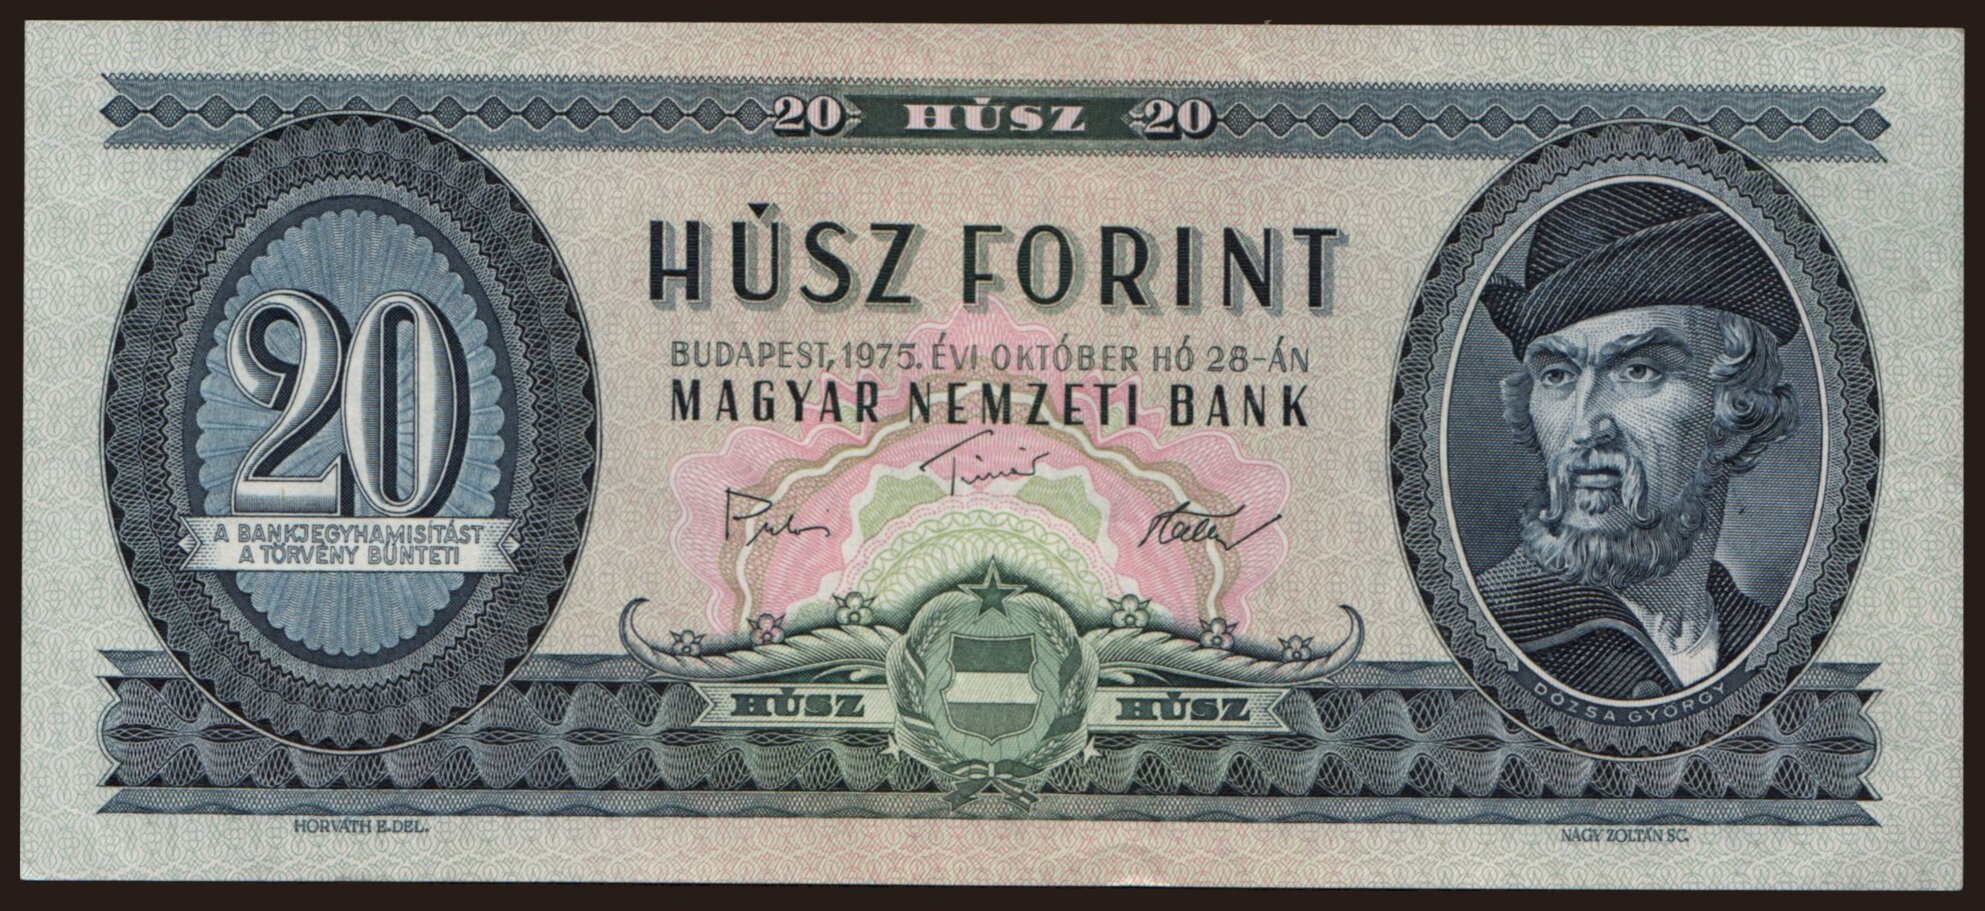 20 HÚSZ 20
HÚSZ FORINT
BUDAPEST, 1975. ÉVI OKTÓBER HÓ 28-ÁN
MAGYAR NEMZETI BANK
20
A BANKJEGYHAMISÍTÁST
A TÖRVÉNY BÜNTETI
HÚSZ HÚSZ
DÓZSA GYÖRGY
HORVÁTH E. DEL.
NAGY ZOLTÁN SC.